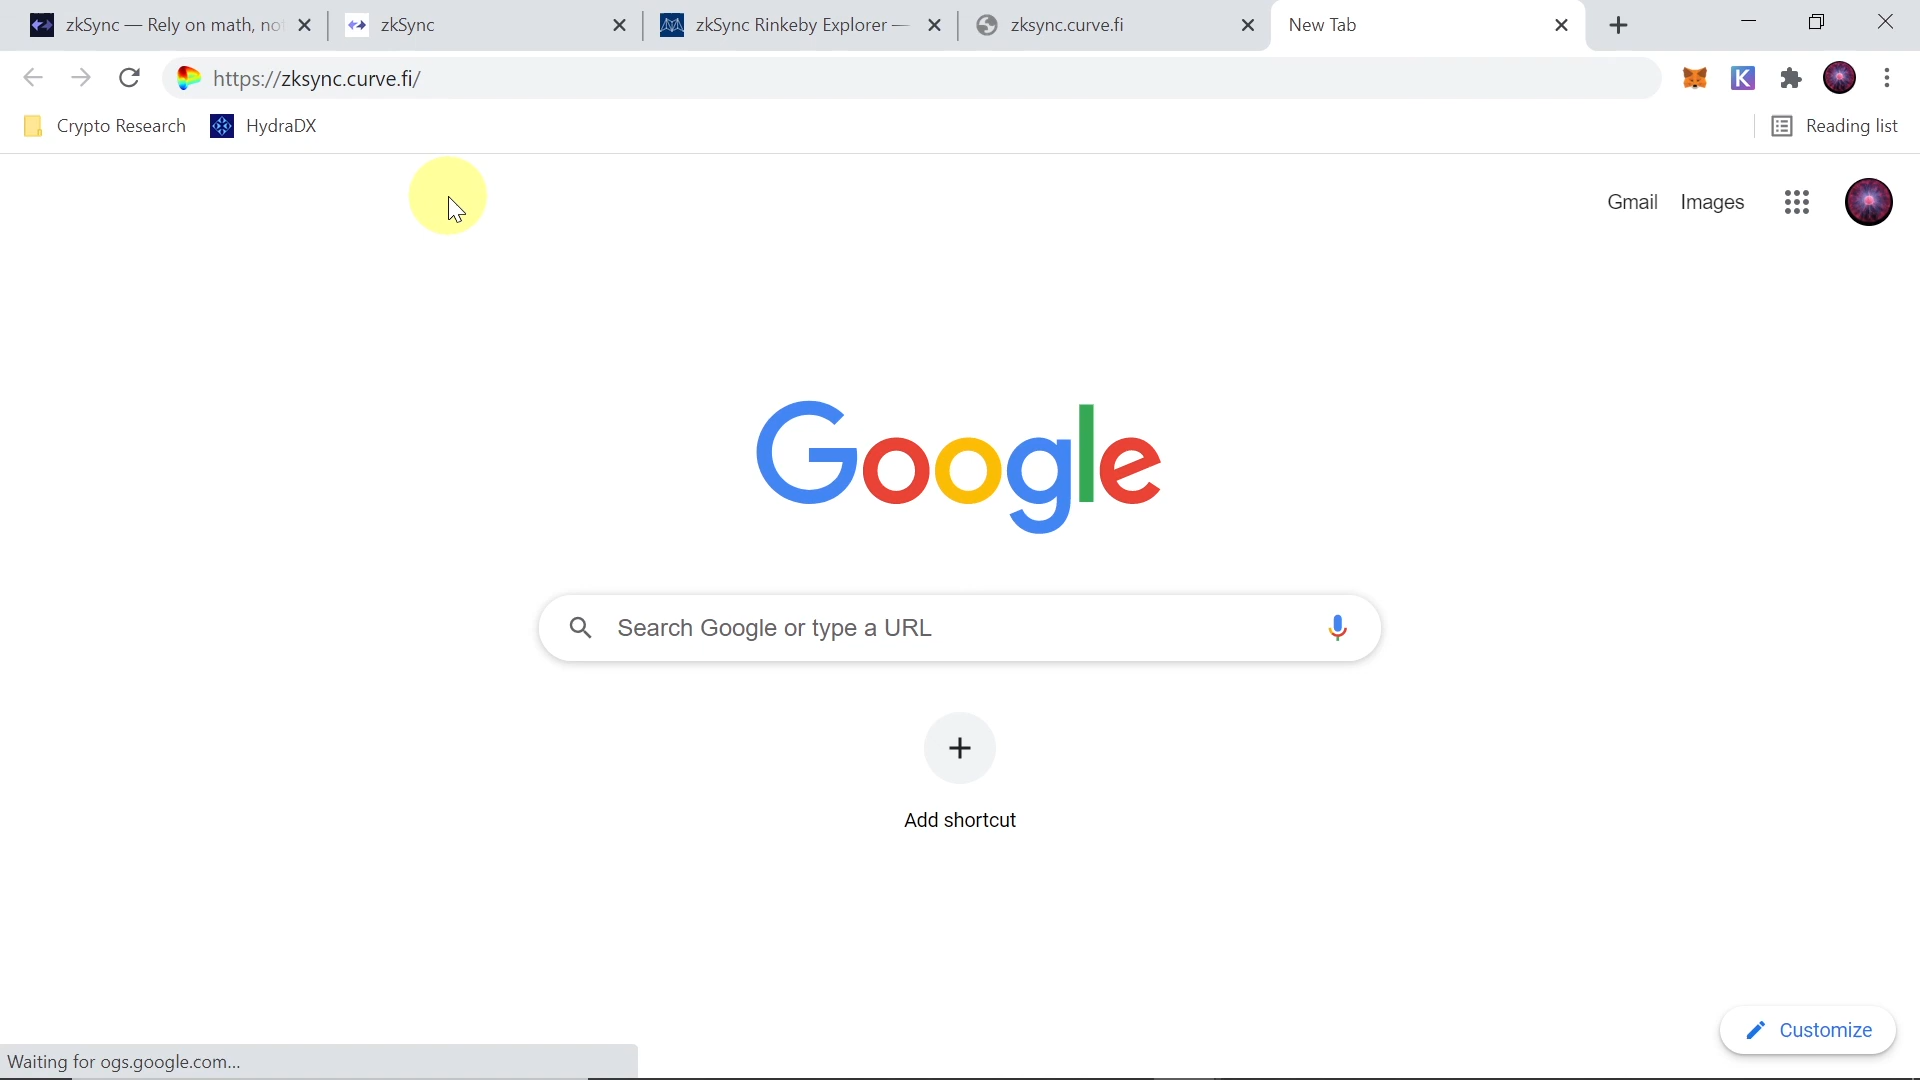 zkSync — Rely on math, not
zkSync
zkSync Rinkeby Explorer —
zksync.curve.fi
New Tab
https://zksync.curve.fi/
K
Crypto Research
HydraDX
Reading list
Gmail
Images
Google
Search Google or type a URL
Add shortcut
Customize
Waiting for ogs.google.com...